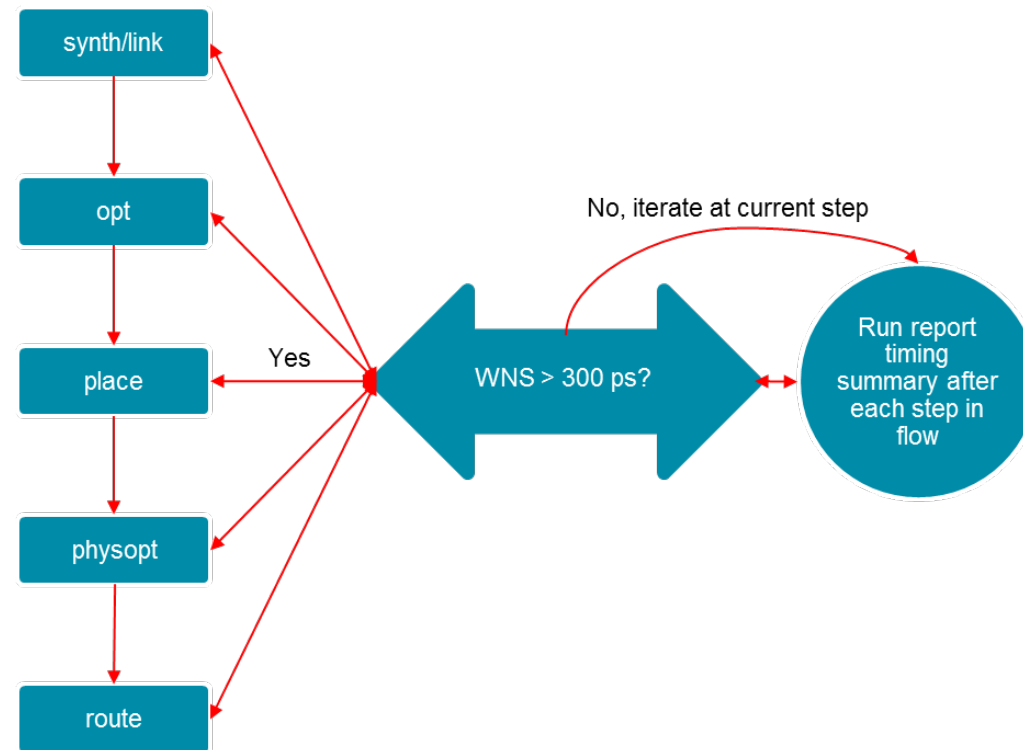 synth/link
opt
No, iterate at current step
place
Yes
WNS > 300 ps?
Run report
timing
summary after
each step in
flow
physopt
route